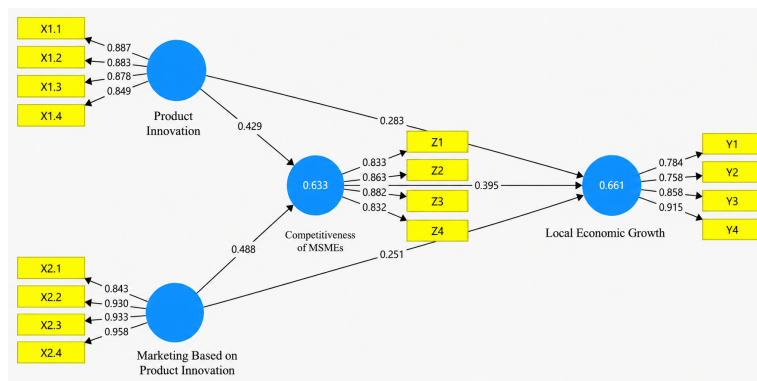 X1.1
X1.2
X1.3
X1.4
0.887
0.883
0.878
0.849
Product
Innovation
0.429
0.283
Z1
Z2
Z3
Z4
0.833
0.863
0.882
0.832
0.633
0.395
Competitiveness
of MSMEs
0.661
Local Economic Growth
0.784
0.758
0.858
0.915
Y1
Y2
Y3
Y4
0.488
0.251
X2.1
X2.2
X2.3
X2.4
0.843
0.930
0.933
0.958
Marketing Based on
Product Innovation